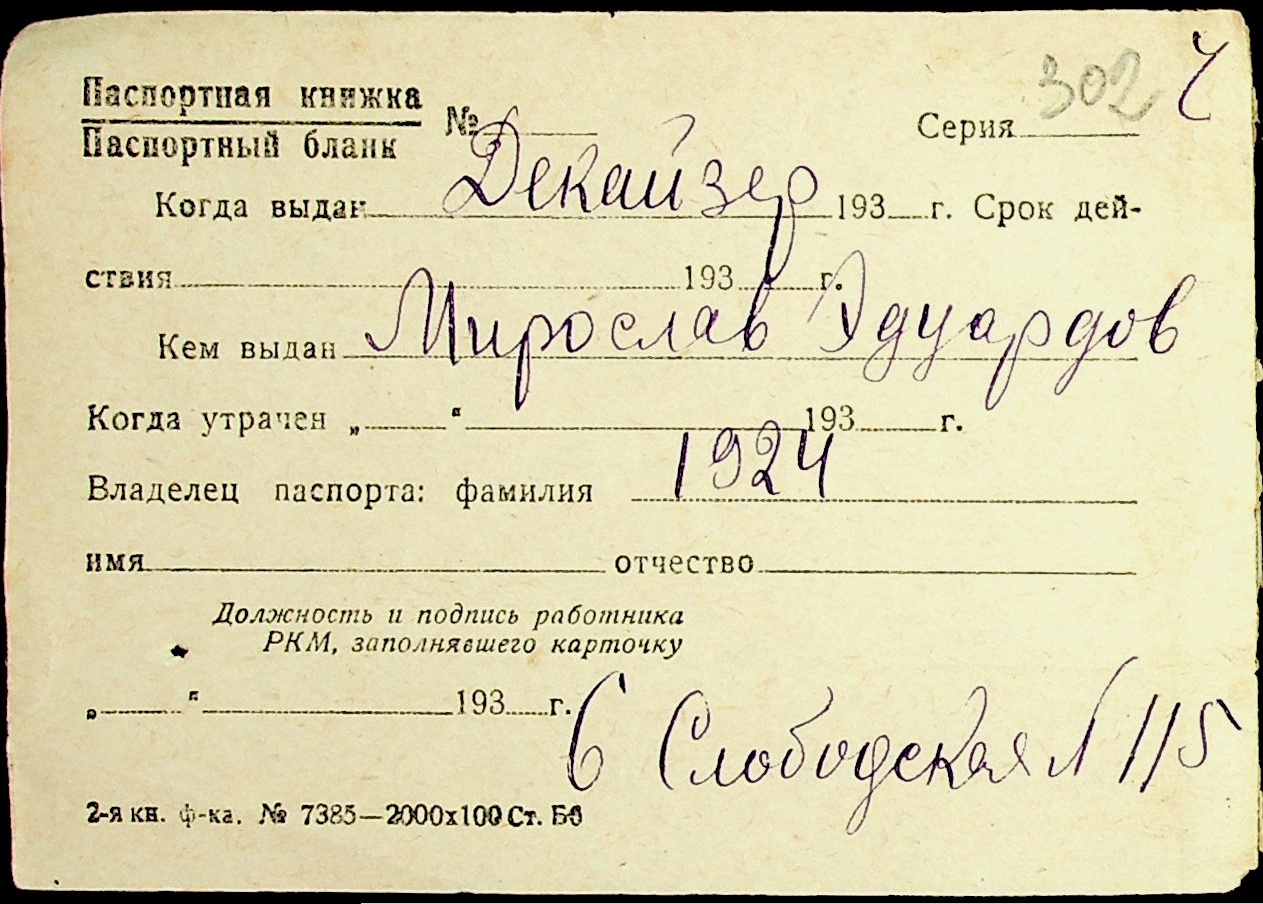 302 ч
Паспортная книжка
Паспортный бланк № Серия
Декайзер
Когда выдан 193 г. Срок дей-
ствия 193 г.
Мирослав Эдуардов
Кем выдан
Когда утрачен „ “ 193 г.
1924
Владелец паспорта: фамилия
имя отчество
Должность и подпись работника
РКМ, заполнявшего карточку
„ “ 193 г.
Б Слободская № 115
2-я кн. ф-ка. № 7385—2000х100 Ст. Бб